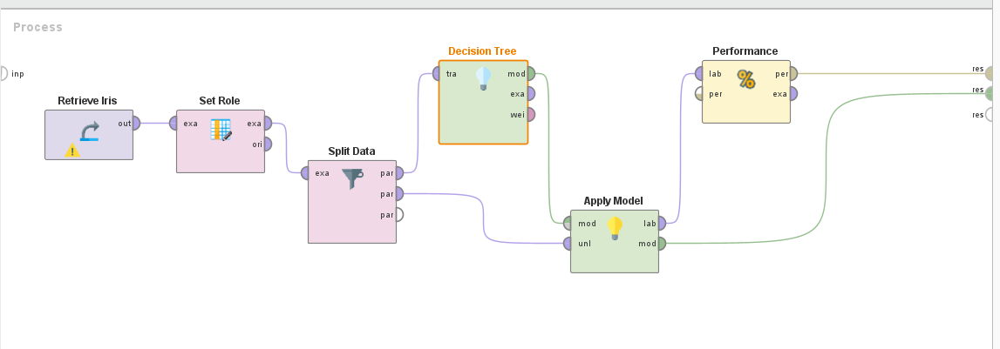 Process
inp
Retrieve Iris
out
Set Role
exa
exa
ori
Split Data
exa
par
par
par
Decision Tree
tra
mod
exa
wei
Apply Model
mod
lab
unl
mod
Performance
%
lab
per
per
exa
res
res
res